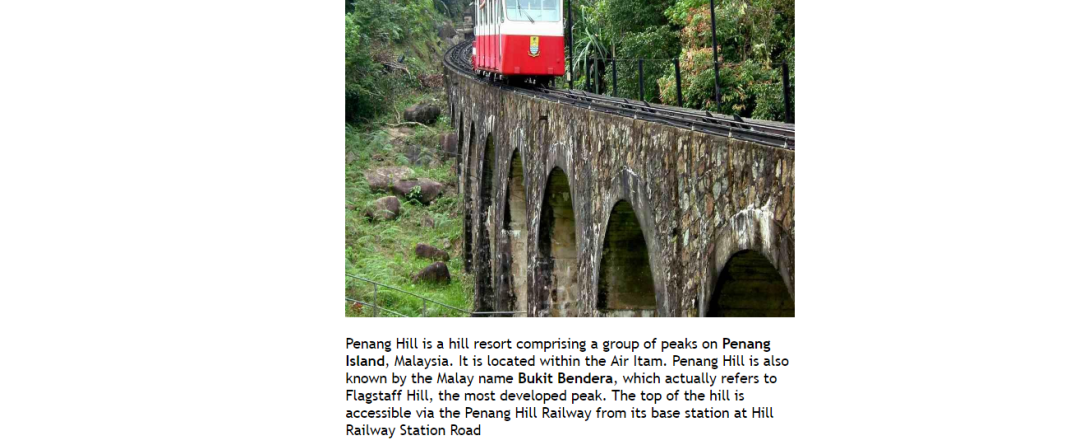 Penang Hill is a hill resort comprising a group of peaks on Penang
Island, Malaysia. It is located within the Air Itam. Penang Hill is also
known by the Malay name Bukit Bendera, which actually refers to
Flagstaff Hill, the most developed peak. The top of the hill is
accessible via the Penang Hill Railway from its base station at Hill
Railway Station Road